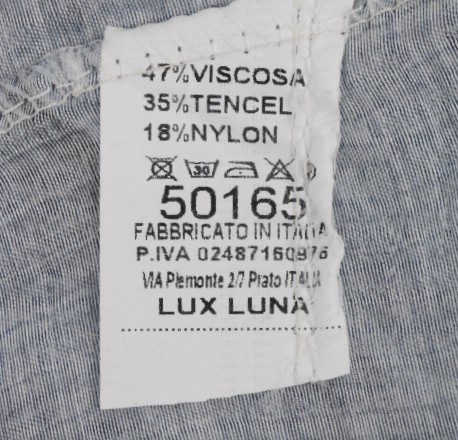 47%VISCOSA
35%TENCEL
18%NYLON
30
50165
FABBRICATO IN ITALIA
P.IVA 02487160976
VIA Piemonte 2/7 Prato ITALIA
LUX LUNA